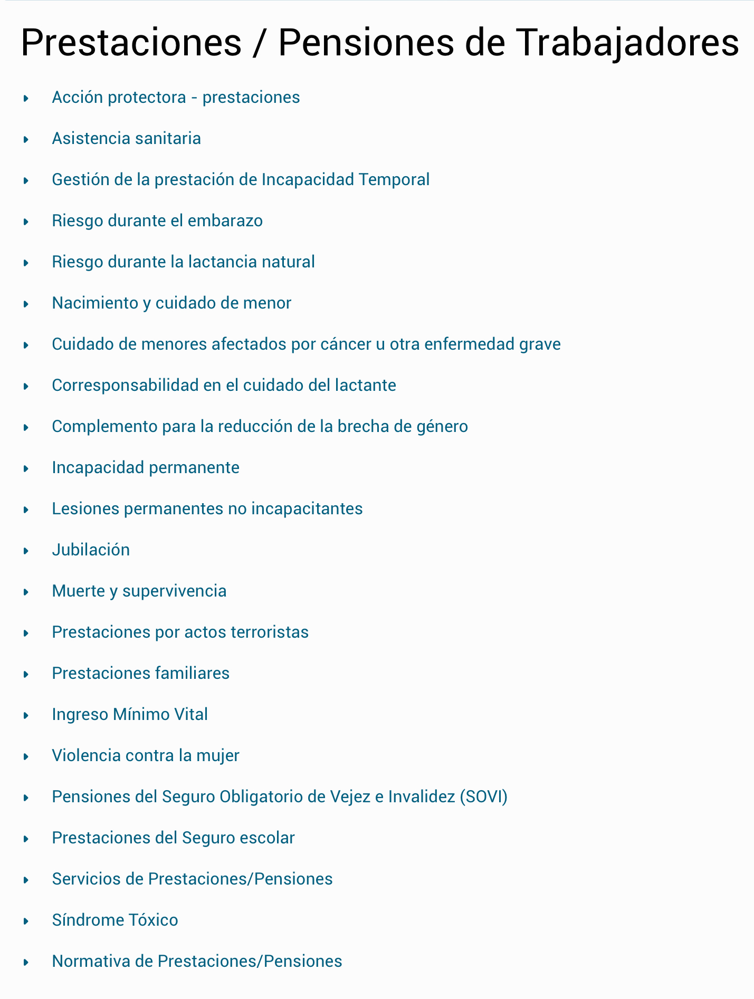 Prestaciones / Pensiones de Trabajadores
Acción protectora - prestaciones
Asistencia sanitaria
Gestión de la prestación de Incapacidad Temporal
Riesgo durante el embarazo
Riesgo durante la lactancia natural
Nacimiento y cuidado de menor
Cuidado de menores afectados por cáncer u otra enfermedad grave
Corresponsabilidad en el cuidado del lactante
Complemento para la reducción de la brecha de género
Incapacidad permanente
Lesiones permanentes no incapacitantes
Jubilación
Muerte y supervivencia
Prestaciones por actos terroristas
Prestaciones familiares
Ingreso Mínimo Vital
Violencia contra la mujer
Pensiones del Seguro Obligatorio de Vejez e Invalidez (SOVI)
Prestaciones del Seguro escolar
Servicios de Prestaciones/Pensiones
Síndrome Tóxico
Normativa de Prestaciones/Pensiones